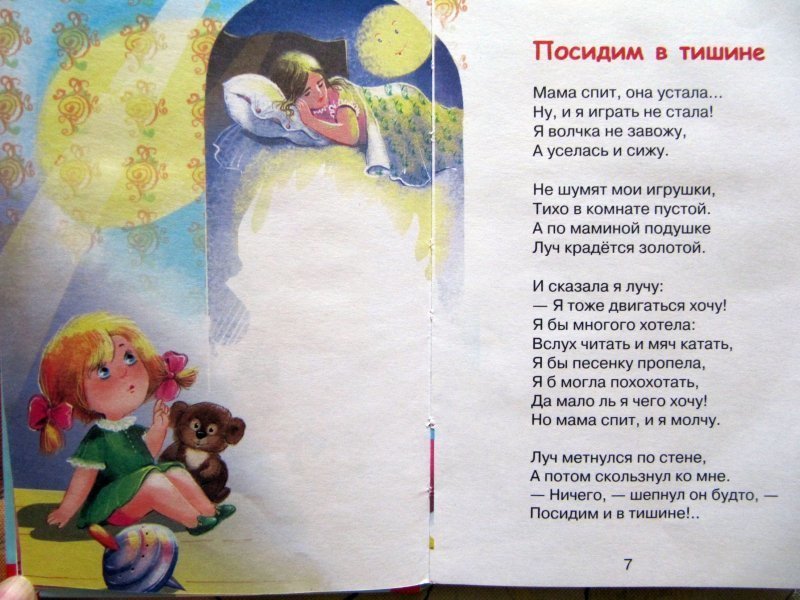 Посидим в тишине
Мама спит, она устала...
Ну, и я играть не стала!
Я волчка не завожу,
А уселась и сижу.
Не шумят мои игрушки,
Тихо в комнате пустой.
А по маминой подушке
Луч крадётся золотой.
И сказала я лучу:
— Я тоже двигаться хочу!
Я бы многого хотела:
Вслух читать и мяч катать,
Я бы песенку пропела,
Я б могла похохотать,
Да мало ль я чего хочу!
Но мама спит, и я молчу.
Луч метнулся по стене,
А потом скользнул ко мне.
— Ничего, — шепнул он будто, —
Посидим и в тишине!..
7